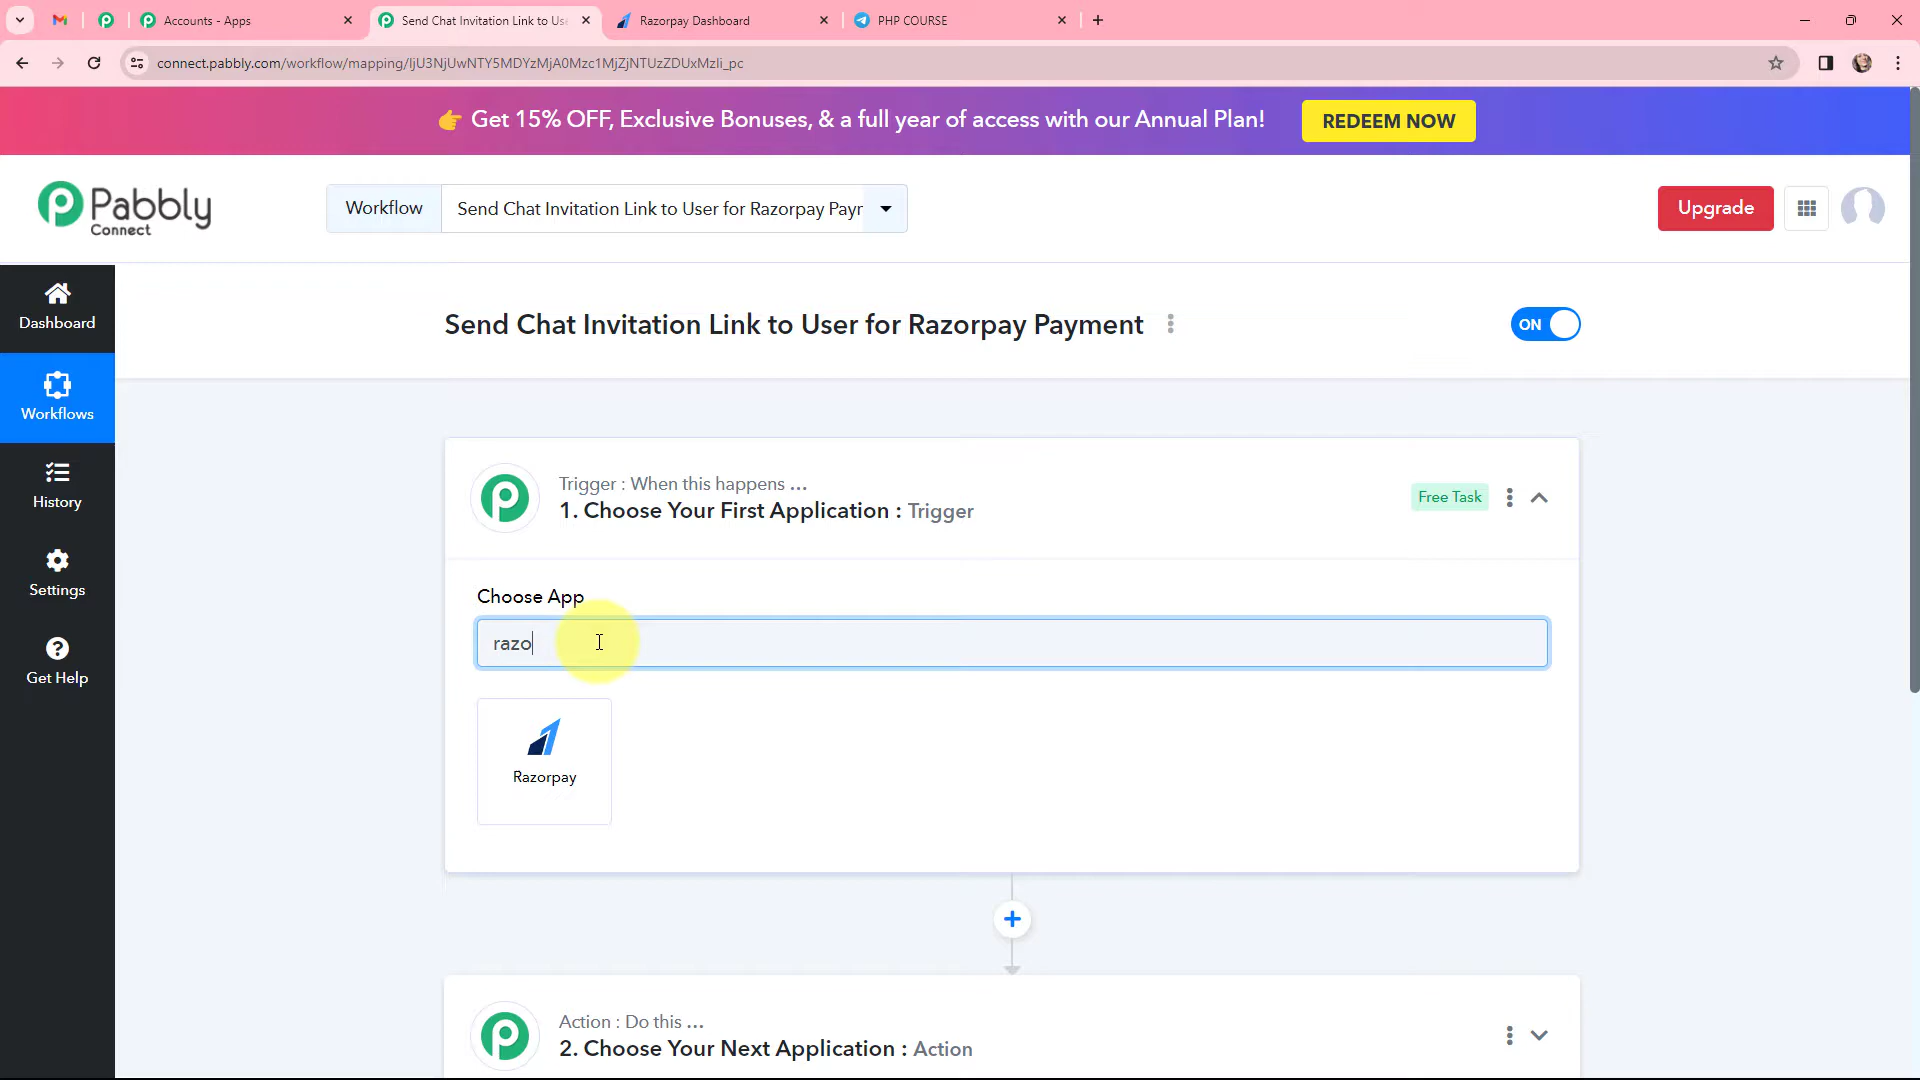 Accounts - Apps
Send Chat Invitation Link to Use
Razorpay Dashboard
PHP COURSE
connect.pabbly.com/workflow/mapping/IjU3NjUwNTY5MDYzMjA0Mzc1MjZjNTUzZDUxMzIi_pc
👉 Get 15% OFF, Exclusive Bonuses, & a full year of access with our Annual Plan!
REDEEM NOW
Pabbly
Connect
Workflow
Send Chat Invitation Link to User for Razorpay Payr
Upgrade
Dashboard
Workflows
History
Settings
Get Help
Send Chat Invitation Link to User for Razorpay Payment
ON
Trigger : When this happens ...
1. Choose Your First Application : Trigger
Free Task
Choose App
razo
Razorpay
Action : Do this ...
2. Choose Your Next Application : Action